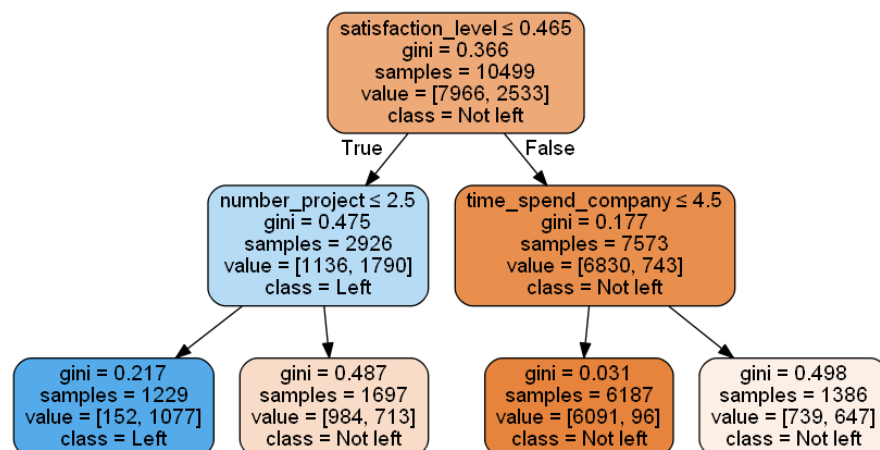 satisfaction_level ≤ 0.465
gini = 0.366
samples = 10499
value = [7966, 2533]
class = Not left
True
False
number_project ≤ 2.5
gini = 0.475
samples = 2926
value = [1136, 1790]
class = Left
time_spend_company ≤ 4.5
gini = 0.177
samples = 7573
value = [6830, 743]
class = Not left
gini = 0.217
samples = 1229
value = [152, 1077]
class = Left
gini = 0.487
samples = 1697
value = [984, 713]
class = Not left
gini = 0.031
samples = 6187
value = [6091, 96]
class = Not left
gini = 0.498
samples = 1386
value = [739, 647]
class = Not left